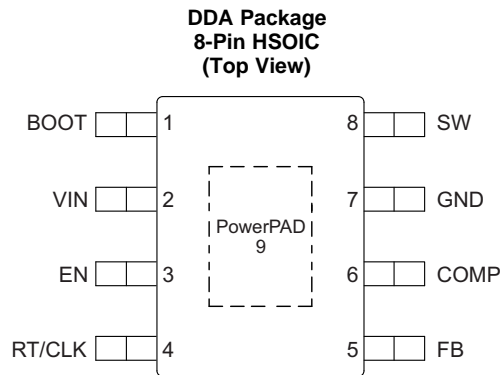 DDA Package
8-Pin HSOIC
(Top View)
BOOT 1 8 SW
VIN 2 7 GND
PowerPAD
9
EN 3 6 COMP
RT/CLK 4 5 FB